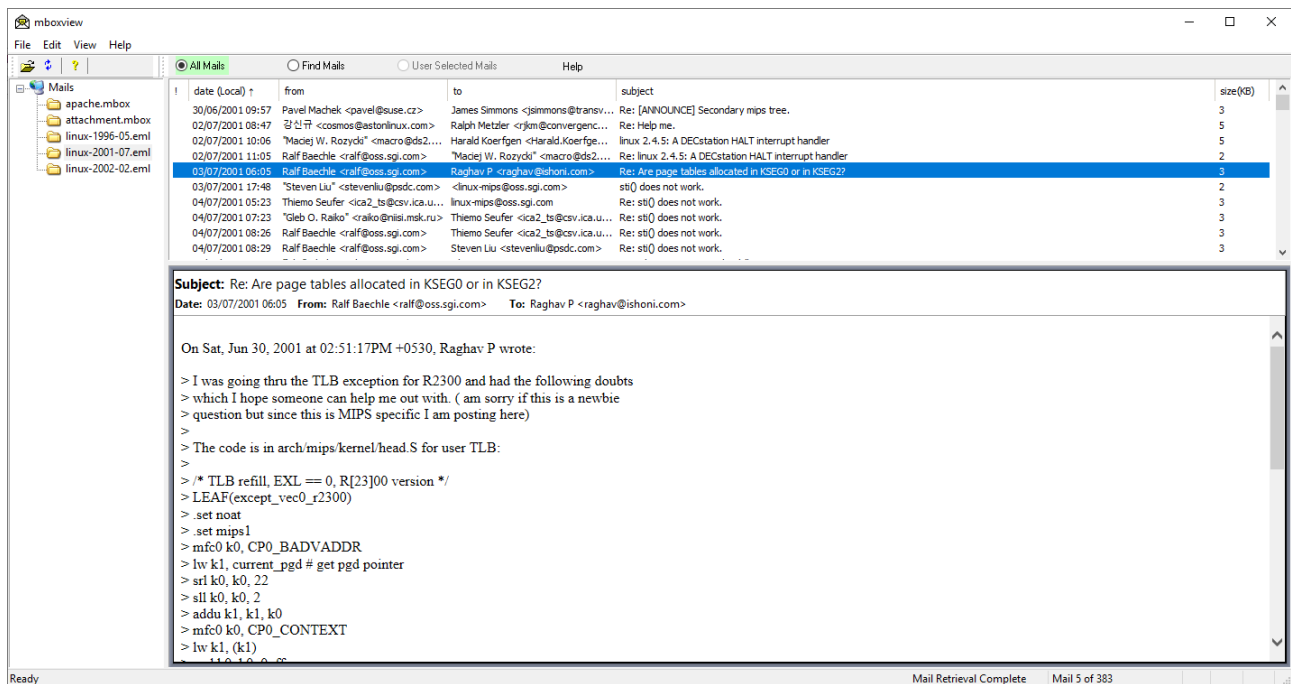 mboxview
File Edit View Help
All Mails Find Mails User Selected Mails Help
Mails
apache.mbox
attachment.mbox
linux-1996-05.eml
linux-2001-07.eml
linux-2002-02.eml
! date (Local) ↑ from to subject size(KB)
30/06/2001 09:57 Pavel Machek <pavel@suse.cz> James Simmons <jsimmons@transv... Re: [ANNOUNCE] Secondary mips tree. 3
02/07/2001 08:47 강신규 <cosmos@astonlinux.com> Ralph Metzler <rjkm@convergenc... Re: Help me. 5
02/07/2001 10:06 "Maciej W. Rozycki" <macro@ds2.... Harald Koerfgen <Harald.Koerfge... linux 2.4.5: A DECstation HALT interrupt handler 5
02/07/2001 11:05 Ralf Baechle <ralf@oss.sgi.com> "Maciej W. Rozycki" <macro@ds2.... Re: linux 2.4.5: A DECstation HALT interrupt handler 2
03/07/2001 06:05 Ralf Baechle <ralf@oss.sgi.com> Raghav P <raghav@ishoni.com> Re: Are page tables allocated in KSEG0 or in KSEG2? 3
03/07/2001 17:48 "Steven Liu" <stevenliu@psdc.com> <linux-mips@oss.sgi.com> sti() does not work. 2
04/07/2001 05:23 Thiemo Seufer <ica2_ts@csv.ica.u... linux-mips@oss.sgi.com Re: sti() does not work. 3
04/07/2001 07:23 "Gleb O. Raiko" <raiko@niisi.msk.ru> Thiemo Seufer <ica2_ts@csv.ica.u... Re: sti() does not work. 3
04/07/2001 08:26 Ralf Baechle <ralf@oss.sgi.com> Thiemo Seufer <ica2_ts@csv.ica.u... Re: sti() does not work. 3
04/07/2001 08:29 Ralf Baechle <ralf@oss.sgi.com> Steven Liu <stevenliu@psdc.com> Re: sti() does not work. 3
Subject: Re: Are page tables allocated in KSEG0 or in KSEG2?
Date: 03/07/2001 06:05 From: Ralf Baechle <ralf@oss.sgi.com> To: Raghav P <raghav@ishoni.com>
On Sat, Jun 30, 2001 at 02:51:17PM +0530, Raghav P wrote:
> I was going thru the TLB exception for R2300 and had the following doubts
> which I hope someone can help me out with. ( am sorry if this is a newbie
> question but since this is MIPS specific I am posting here)
>
> The code is in arch/mips/kernel/head.S for user TLB:
>
> /* TLB refill, EXL == 0, R[23]00 version */
> LEAF(except_vec0_r2300)
> .set noat
> .set mips1
> mfc0 k0, CP0_BADVADDR
> lw k1, current_pgd # get pgd pointer
> srl k0, k0, 22
> sll k0, k0, 2
> addu k1, k1, k0
> mfc0 k0, CP0_CONTEXT
> lw k1, (k1)
Ready Mail Retrieval Complete Mail 5 of 383